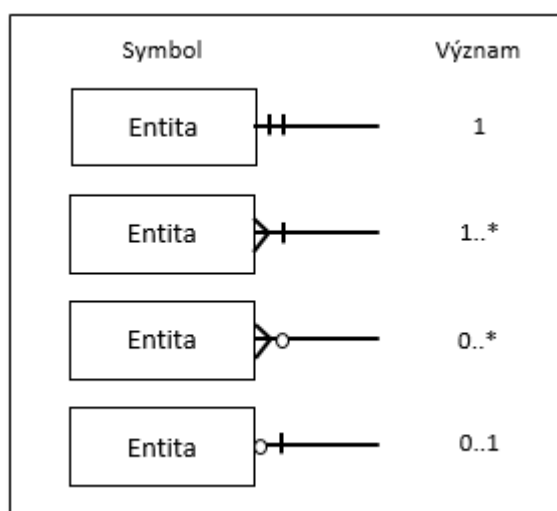 Symbol Význam
Entita 1
Entita 1..*
Entita 0..*
Entita 0..1